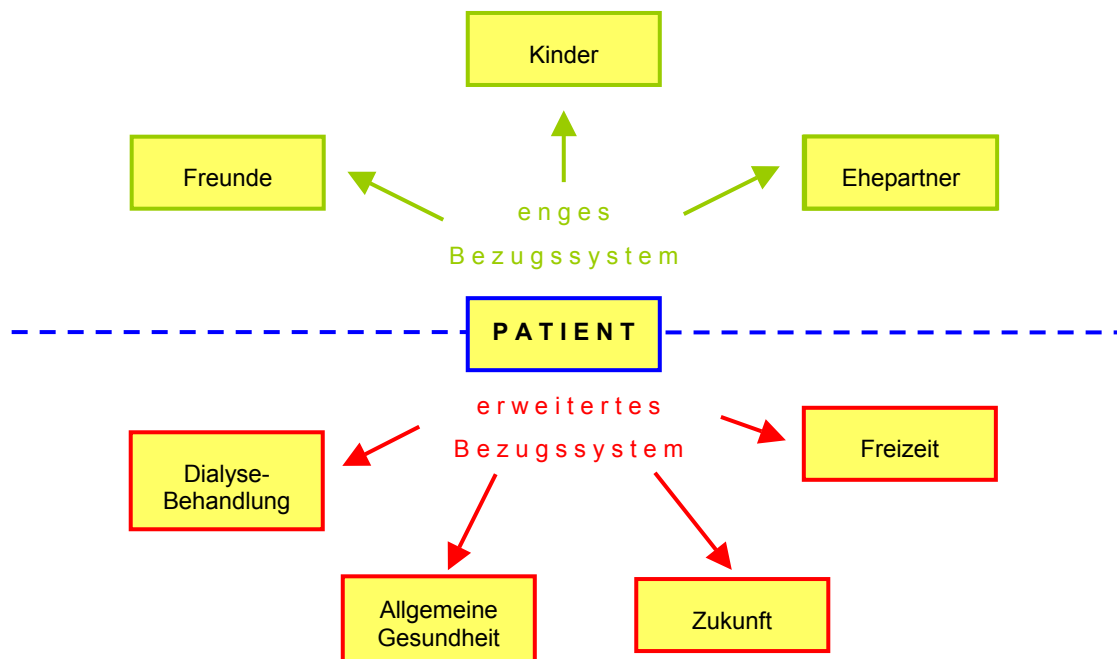 Kinder
Freunde
Ehepartner
enges
Bezugssystem
PATIENT
erweitertes
Bezugssystem
Freizeit
Dialyse-
Behandlung
Allgemeine
Gesundheit
Zukunft